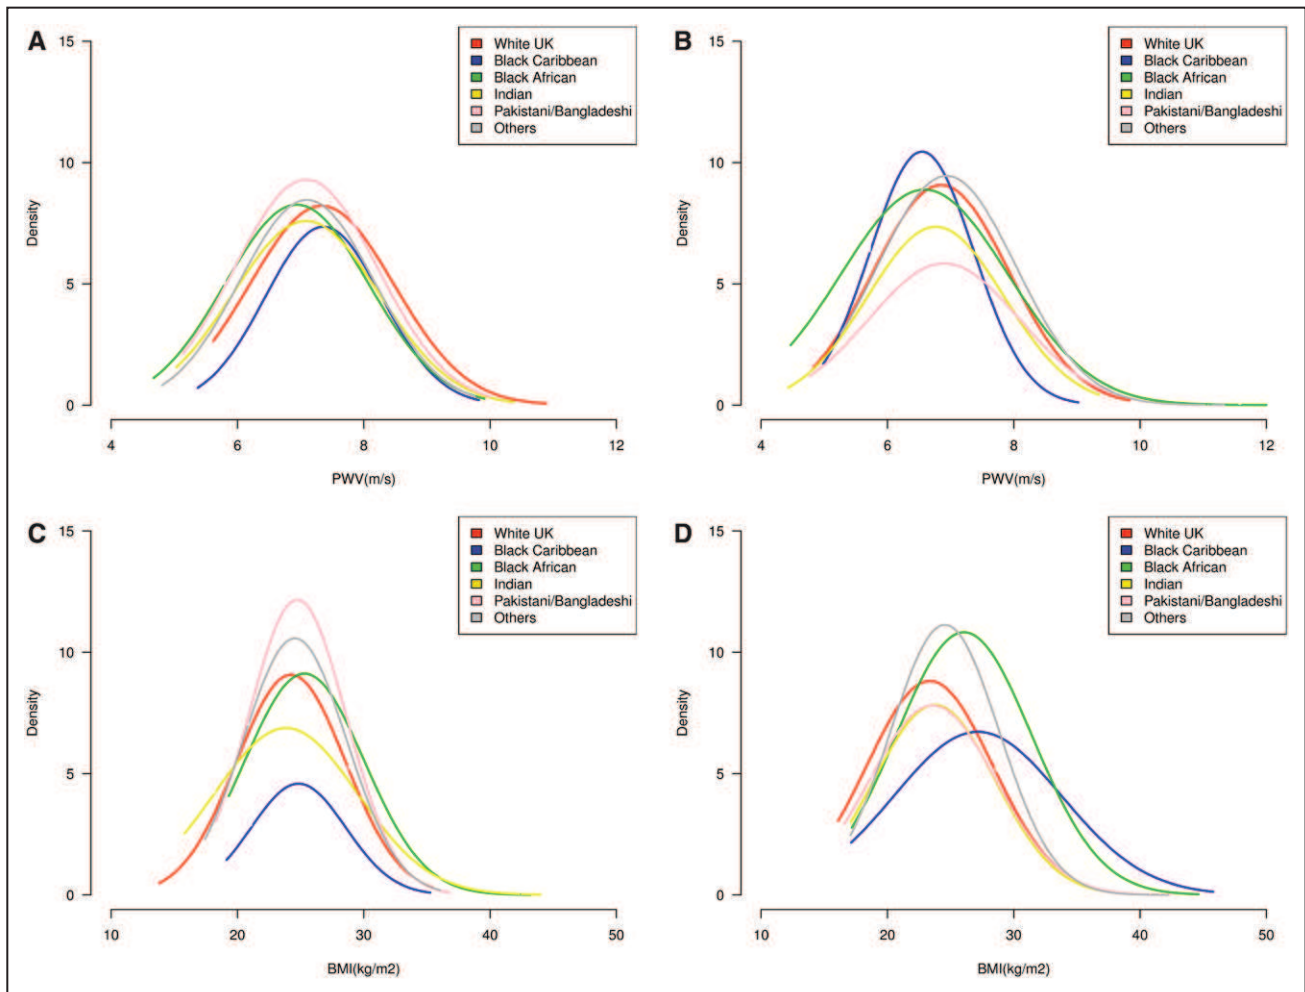 A
15
10
5
0
Density
4 6 8 10 12
PWV(m/s)
White UK
Black Caribbean
Black African
Indian
Pakistani/Bangladeshi
Others
B
15
10
5
0
Density
4 6 8 10 12
PWV(m/s)
White UK
Black Caribbean
Black African
Indian
Pakistani/Bangladeshi
Others
C
15
10
5
0
Density
10 20 30 40 50
BMI(kg/m2)
White UK
Black Caribbean
Black African
Indian
Pakistani/Bangladeshi
Others
D
15
10
5
0
Density
10 20 30 40 50
BMI(kg/m2)
White UK
Black Caribbean
Black African
Indian
Pakistani/Bangladeshi
Others